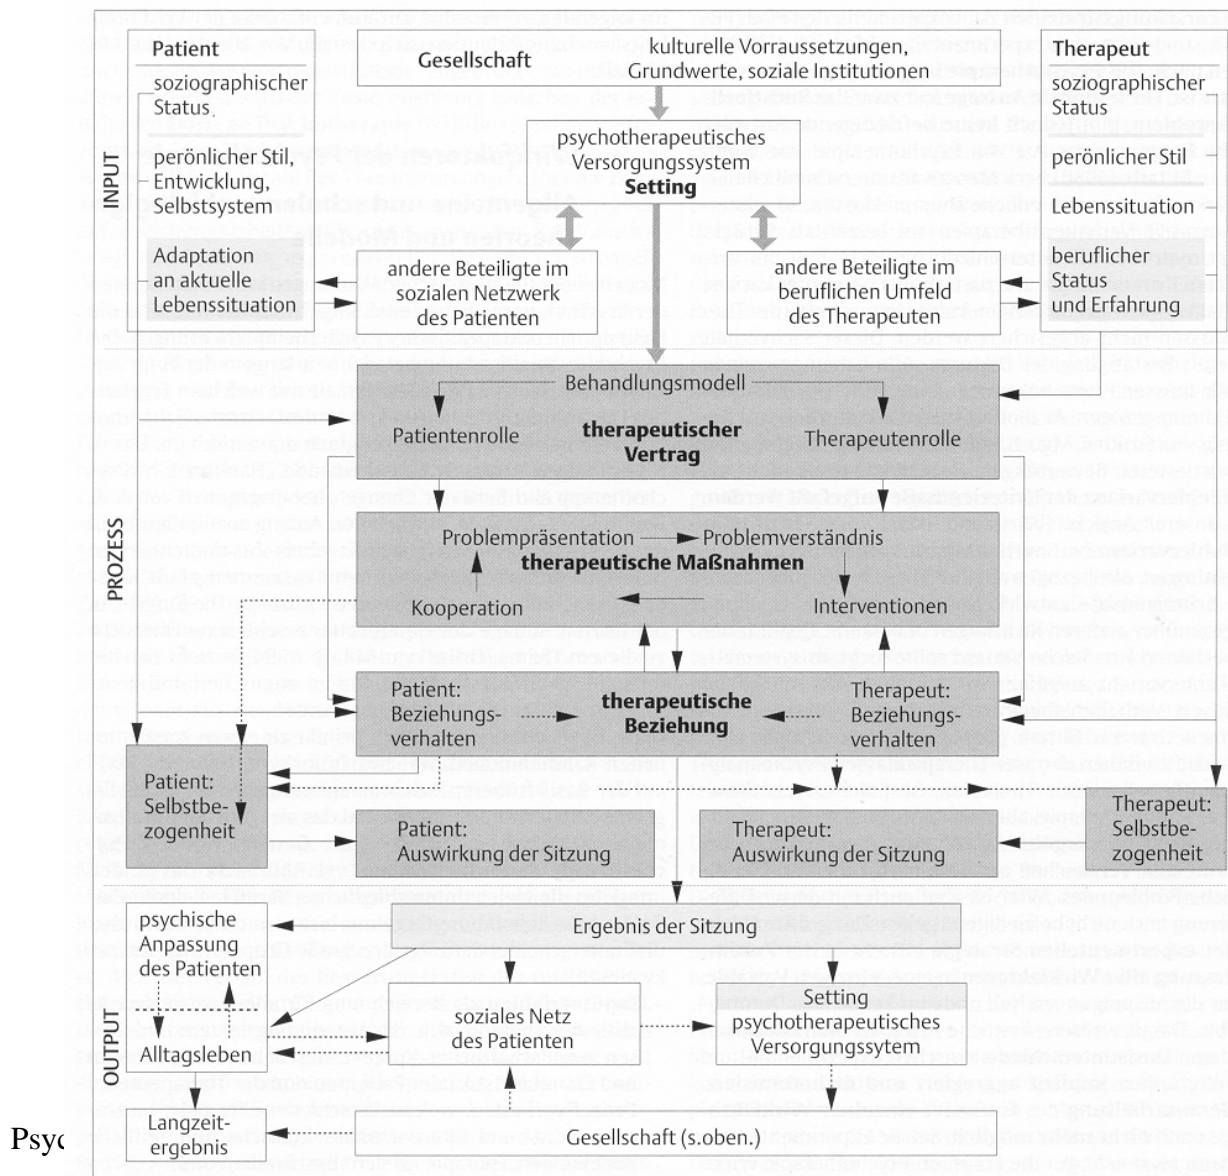 Patient
soziographischer
Status
perönlicher Stil,
Entwicklung,
Selbstsystem
Adaptation
an aktuelle
Lebenssituation
Gesellschaft
kulturelle Vorraussetzungen,
Grundwerte, soziale Institutionen
psychotherapeutisches
Versorgungssystem
Setting
andere Beteiligte im
sozialen Netzwerk
des Patienten
andere Beteiligte im
beruflichen Umfeld
des Therapeuten
Therapeut
soziographischer
Status
perönlicher Stil
Lebenssituation
beruflicher
Status
und Erfahrung
INPUT
Behandlungsmodell
Patientenrolle
therapeutischer
Vertrag
Therapeutenrolle
PROZESS
Problempräsentation
Problemverständnis
therapeutische Maßnahmen
Kooperation
Interventionen
Patient:
Beziehungs-
verhalten
therapeutische
Beziehung
Therapeut:
Beziehungs-
verhalten
Patient:
Selbstbe-
zogenheit
Patient:
Auswirkung der Sitzung
Therapeut:
Auswirkung der Sitzung
Therapeut:
Selbstbe-
zogenheit
OUTPUT
psychische
Anpassung
des Patienten
Ergebnis der Sitzung
Alltagsleben
soziales Netz
des Patienten
Setting
psychotherapeutisches
Versorgungssytem
Langzeit-
ergebnis
Gesellschaft (s.oben.)